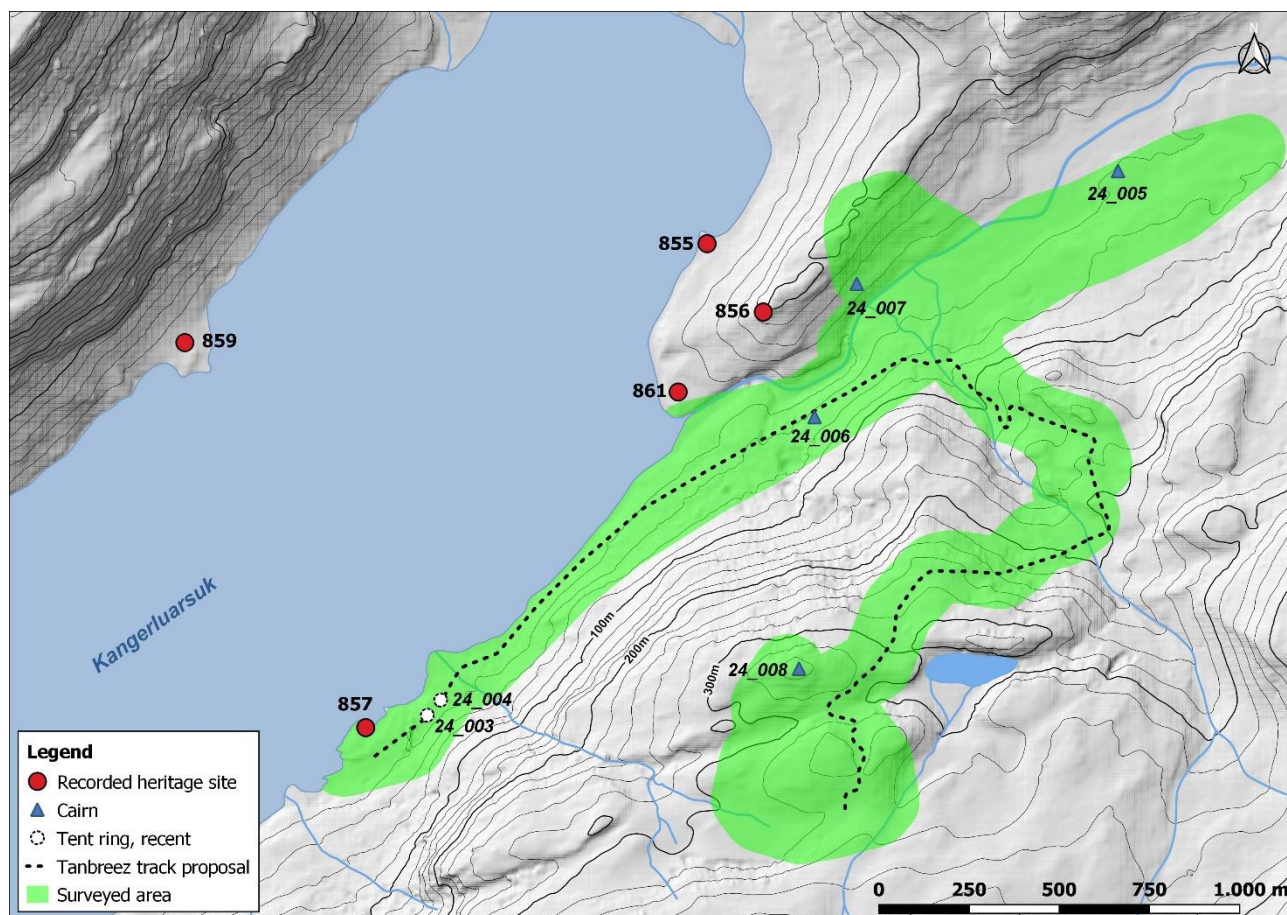 N
24_005
855
24_007
856
859
861
24_006
Kangerluarsuk
100m
200m
300m
24_008
24_004
857
24_003
Legend
Recorded heritage site
Cairn
Tent ring, recent
Tanbreez track proposal
Surveyed area
0 250 500 750 1.000 m